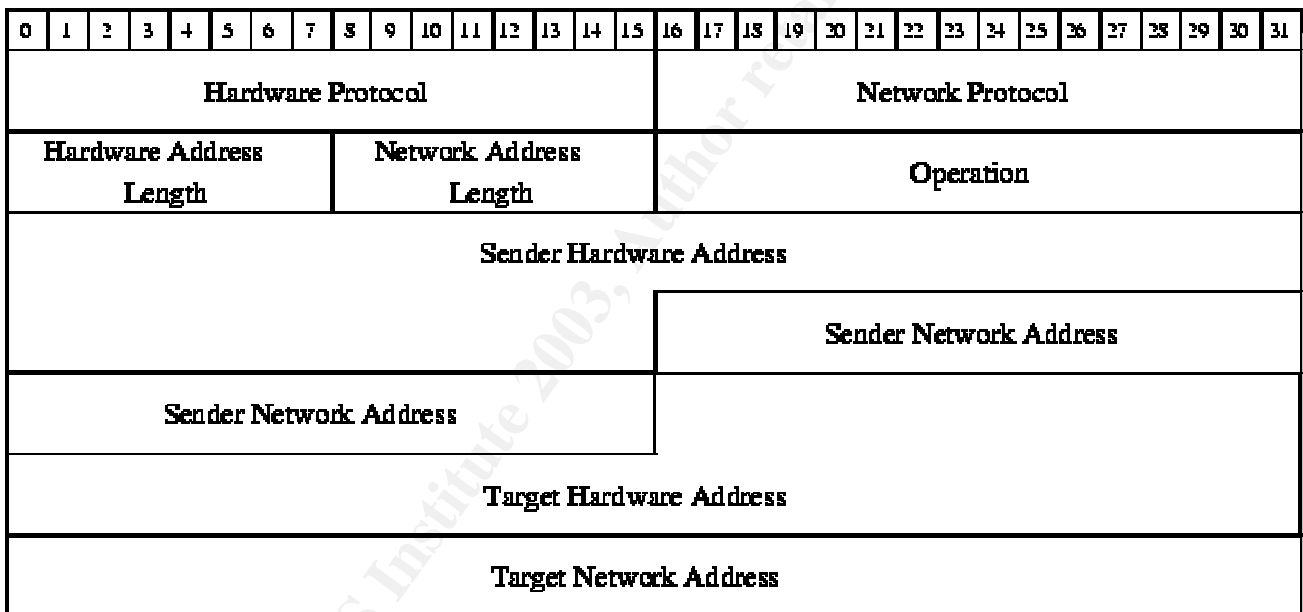 0 1 2 3 4 5 6 7 8 9 10 11 12 13 14 15 16 17 18 19 20 21 22 23 24 25 26 27 28 29 30 31
Hardware Protocol Network Protocol
Hardware Address
Length
Network Address
Length
Operation
Sender Hardware Address
Sender Network Address
Sender Network Address
Target Hardware Address
Target Network Address
Institute 2003, Author